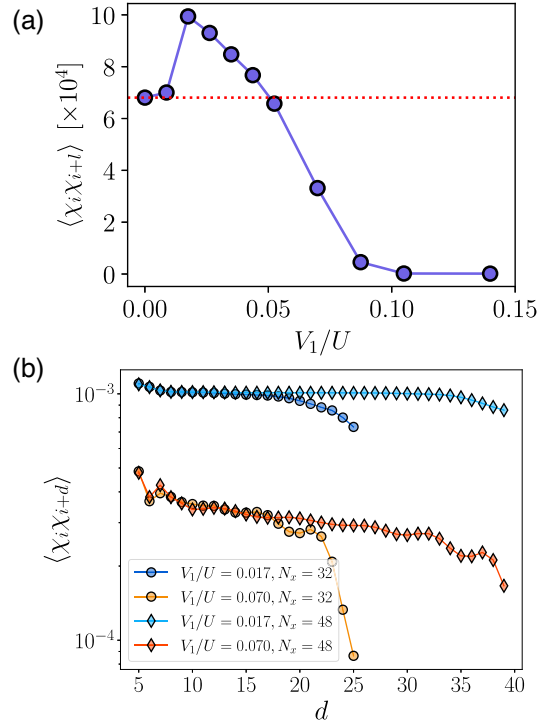 (a)
⟨χᵢχᵢ₊ₗ⟩ [×10⁴]
10
8
6
4
2
0
0.00 0.05 0.10 0.15
V₁/U
(b)
⟨χᵢχᵢ₊d⟩
10⁻³
10⁻⁴
V₁/U = 0.017, Nₓ = 32
V₁/U = 0.070, Nₓ = 32
V₁/U = 0.017, Nₓ = 48
V₁/U = 0.070, Nₓ = 48
5 10 15 20 25 30 35 40
d